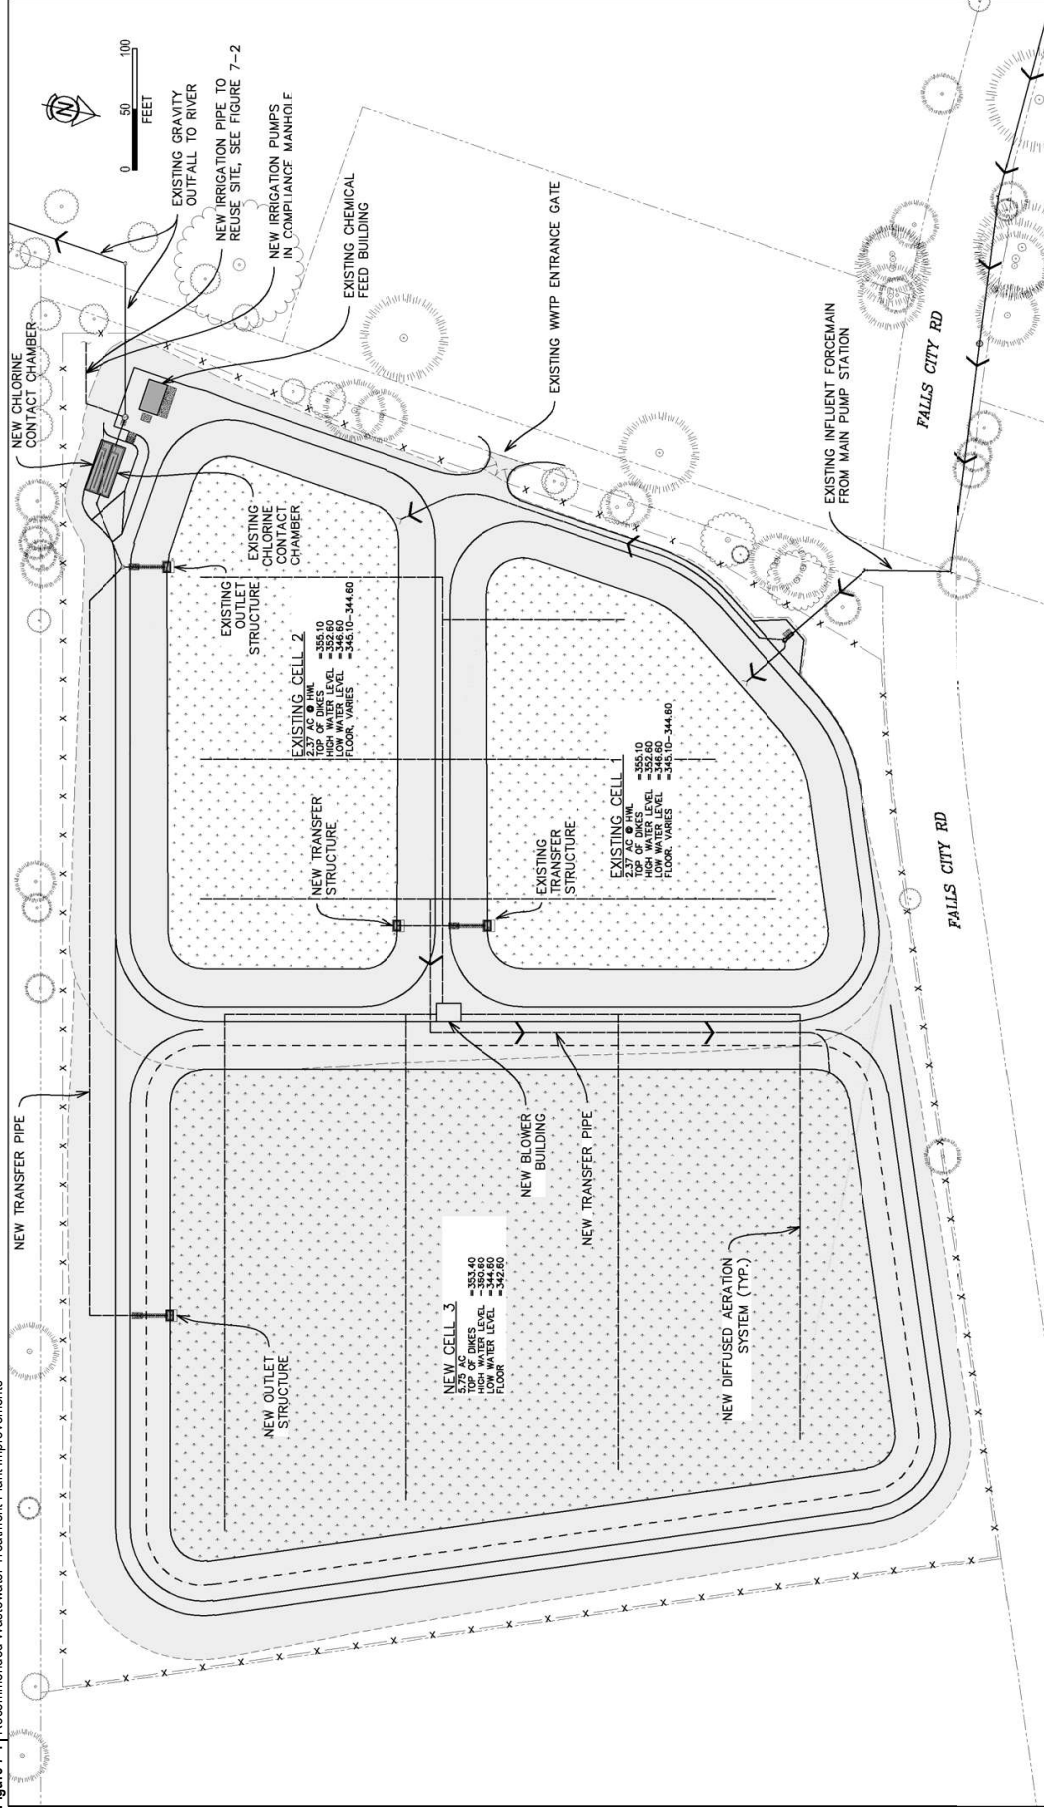 Recommended Wastewater Treatment Plant Improvements
N
0 50 100
FEET
EXISTING GRAVITY
OUTFALL TO RIVER
NEW IRRIGATION PIPE TO
REUSE SITE, SEE FIGURE 7-2
NEW IRRIGATION PUMPS
IN COMPLIANCE MANHOLE
EXISTING CHEMICAL
FEED BUILDING
NEW CHLORINE
CONTACT CHAMBER
EXISTING WWTP ENTRANCE GATE
EXISTING
CHLORINE
CONTACT
CHAMBER
EXISTING
OUTLET
STRUCTURE
EXISTING CELL 2
2.37 AC @ HWL
TOP OF DIKES =355.10
HIGH WATER LEVEL =352.60
LOW WATER LEVEL =346.60
FLOOR, VARIES =345.10-344.60
EXISTING INFLUENT FORCEMAIN
FROM MAIN PUMP STATION
FALLS CITY RD
NEW TRANSFER
STRUCTURE
EXISTING
TRANSFER
STRUCTURE
EXISTING CELL 1
2.37 AC @ HWL
TOP OF DIKES =355.10
HIGH WATER LEVEL =352.60
LOW WATER LEVEL =346.60
FLOOR, VARIES =345.10-344.60
FALLS CITY RD
NEW TRANSFER PIPE
NEW BLOWER
BUILDING
NEW TRANSFER PIPE
NEW CELL 3
5.75 AC
TOP OF DIKES =353.40
HIGH WATER LEVEL =350.60
LOW WATER LEVEL =344.60
FLOOR =342.60
NEW OUTLET
STRUCTURE
NEW DIFFUSED AERATION
SYSTEM (TYP.)